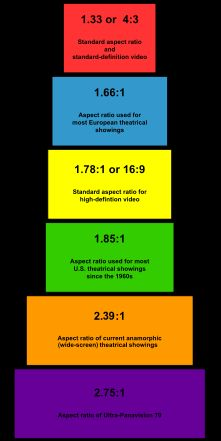 1.33 or 4:3
Standard aspect ratio
and
standard-definition video
1.66:1
Aspect ratio used for
most European theatrical
showings
1.78:1 or 16:9
Standard aspect ratio for
high-defintion video
1.85:1
Aspect ratio used for most
U.S. theatrical showings
since the 1960s
2.39:1
Aspect ratio of current anamorphic
(wide-screen) theatrical showings
2.75:1
Aspect ratio of Ultra-Panavision 70